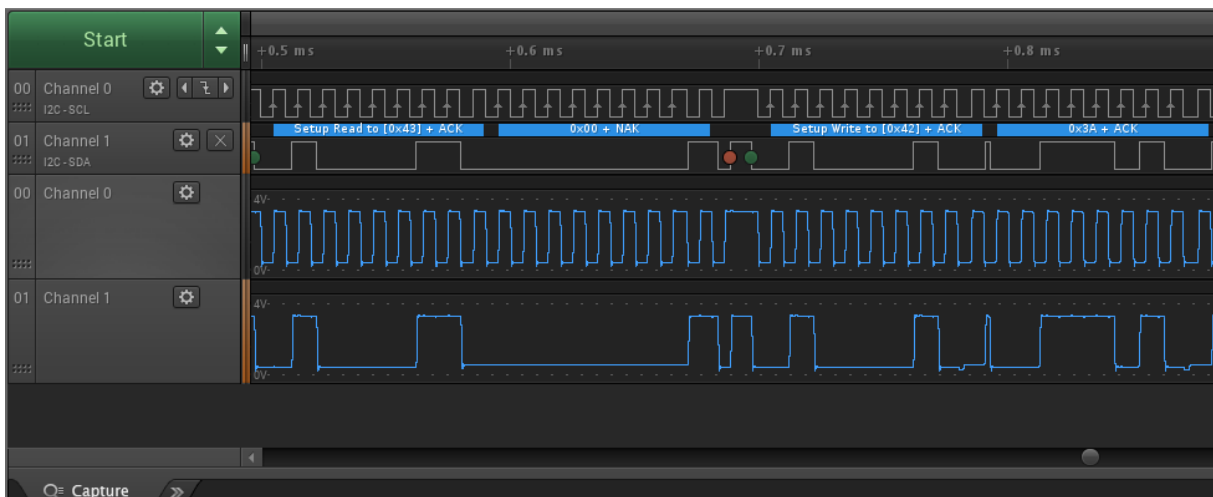 Start
+0.5 ms
+0.6 ms
+0.7 ms
+0.8 ms
00 Channel 0
I2C - SCL
Setup Read to [0x43] + ACK
0x00 + NAK
Setup Write to [0x42] + ACK
0x3A + ACK
01 Channel 1
I2C - SDA
00 Channel 0
4V
0V
01 Channel 1
4V
0V
Capture